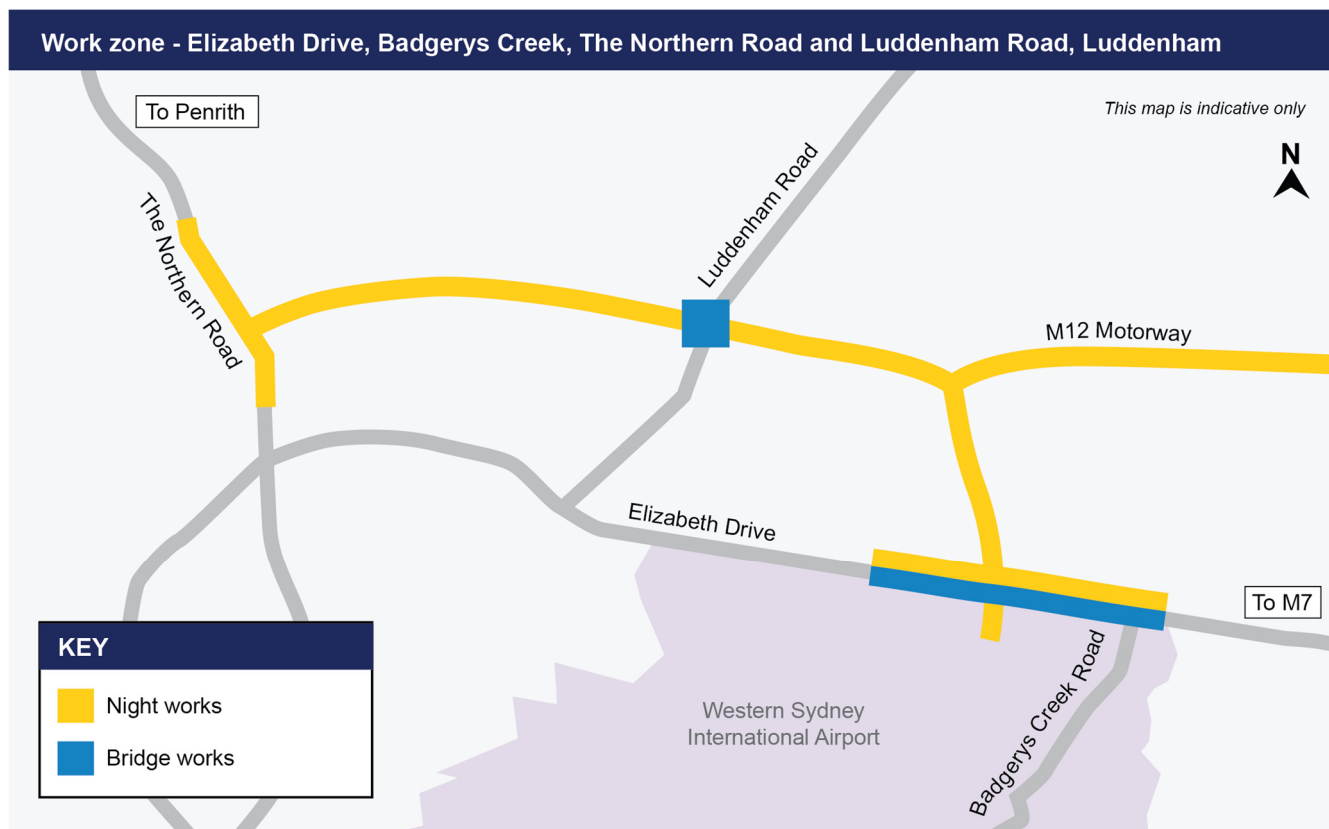 Work zone - Elizabeth Drive, Badgerys Creek, The Northern Road and Luddenham Road, Luddenham
To Penrith
This map is indicative only
N
Luddenham Road
The Northern Road
M12 Motorway
Elizabeth Drive
To M7
Badgerys Creek Road
Western Sydney
International Airport
KEY
Night works
Bridge works